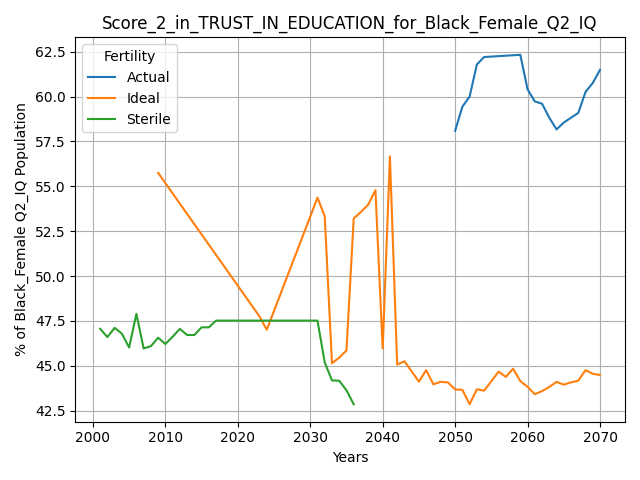 Score_2_in_TRUST_IN_EDUCATION_for_Black_Female_Q2_IQ
Fertility
Actual
Ideal
Sterile
% of Black_Female Q2_IQ Population
62.5
60.0
57.5
55.0
52.5
50.0
47.5
45.0
42.5
2000 2010 2020 2030 2040 2050 2060 2070
Years